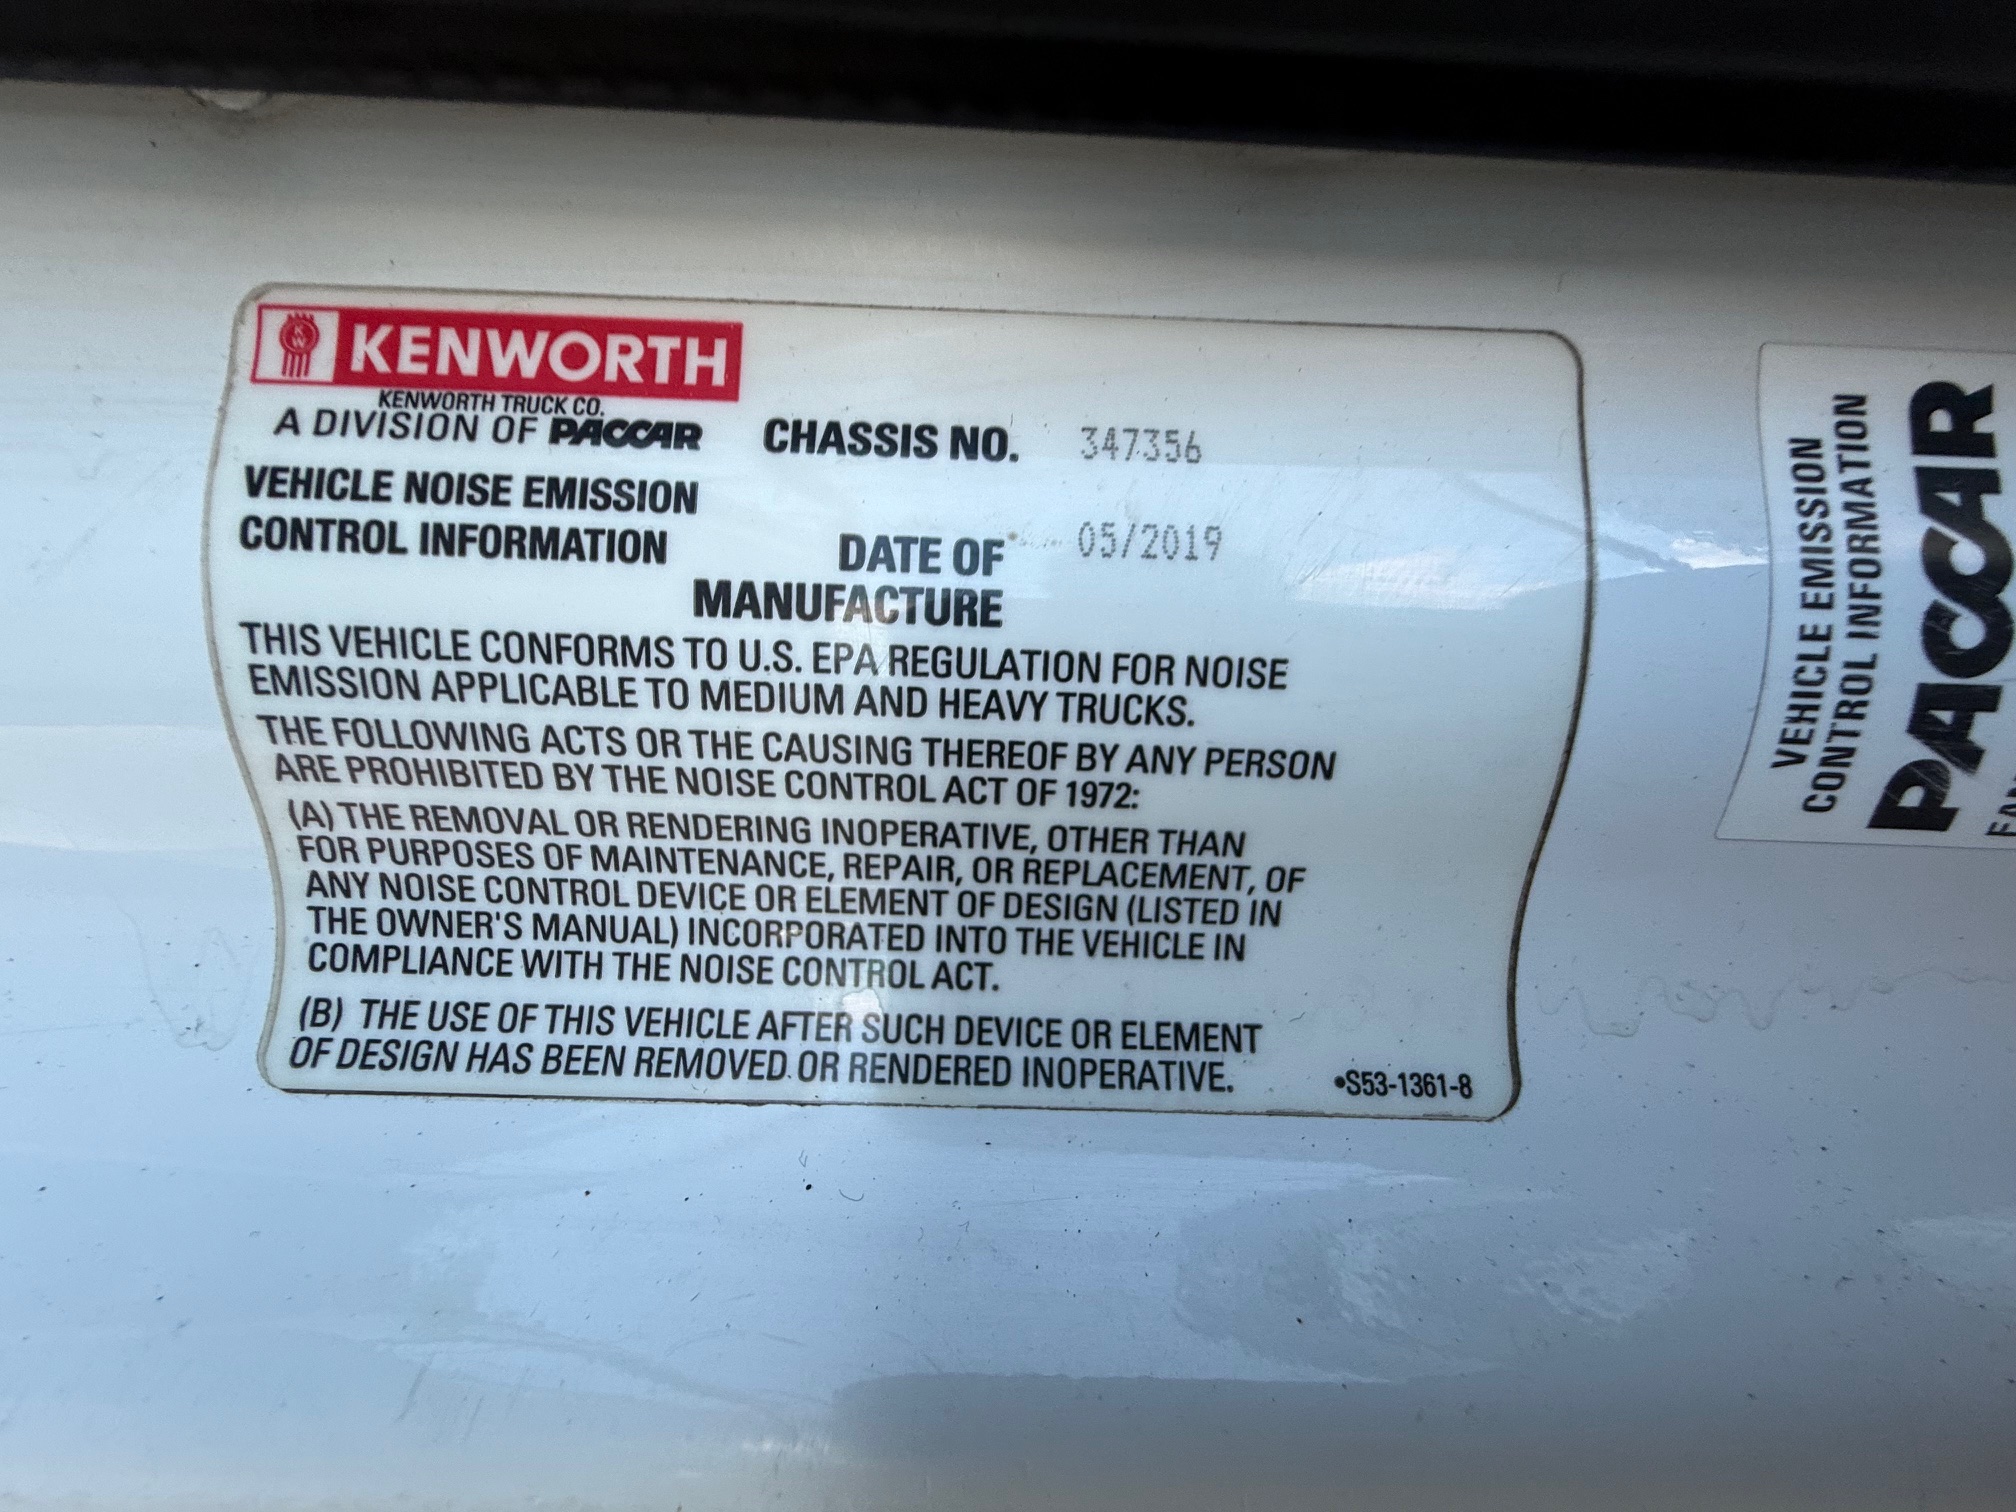 KW
KENWORTH
KENWORTH TRUCK CO.
A DIVISION OF PACCAR
CHASSIS NO. 347356
VEHICLE NOISE EMISSION
CONTROL INFORMATION
DATE OF 05/2019
MANUFACTURE
THIS VEHICLE CONFORMS TO U.S. EPA REGULATION FOR NOISE
EMISSION APPLICABLE TO MEDIUM AND HEAVY TRUCKS.
THE FOLLOWING ACTS OR THE CAUSING THEREOF BY ANY PERSON
ARE PROHIBITED BY THE NOISE CONTROL ACT OF 1972:
(A) THE REMOVAL OR RENDERING INOPERATIVE, OTHER THAN
FOR PURPOSES OF MAINTENANCE, REPAIR, OR REPLACEMENT, OF
ANY NOISE CONTROL DEVICE OR ELEMENT OF DESIGN (LISTED IN
THE OWNER'S MANUAL) INCORPORATED INTO THE VEHICLE IN
COMPLIANCE WITH THE NOISE CONTROL ACT.
(B) THE USE OF THIS VEHICLE AFTER SUCH DEVICE OR ELEMENT
OF DESIGN HAS BEEN REMOVED OR RENDERED INOPERATIVE.
•S53-1361-8
VEHICLE EMISSION
CONTROL INFORMATION
PACCAR